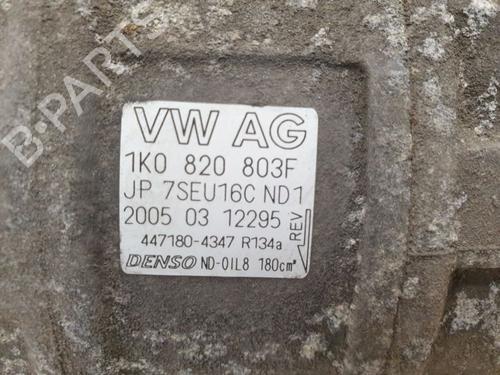 B-PARTS
VW AG
1K0 820 803F
JP 7SEU16C ND1
2005 03 12295
REV
447180-4347 R134a
DENSO ND-OIL8 180cm³